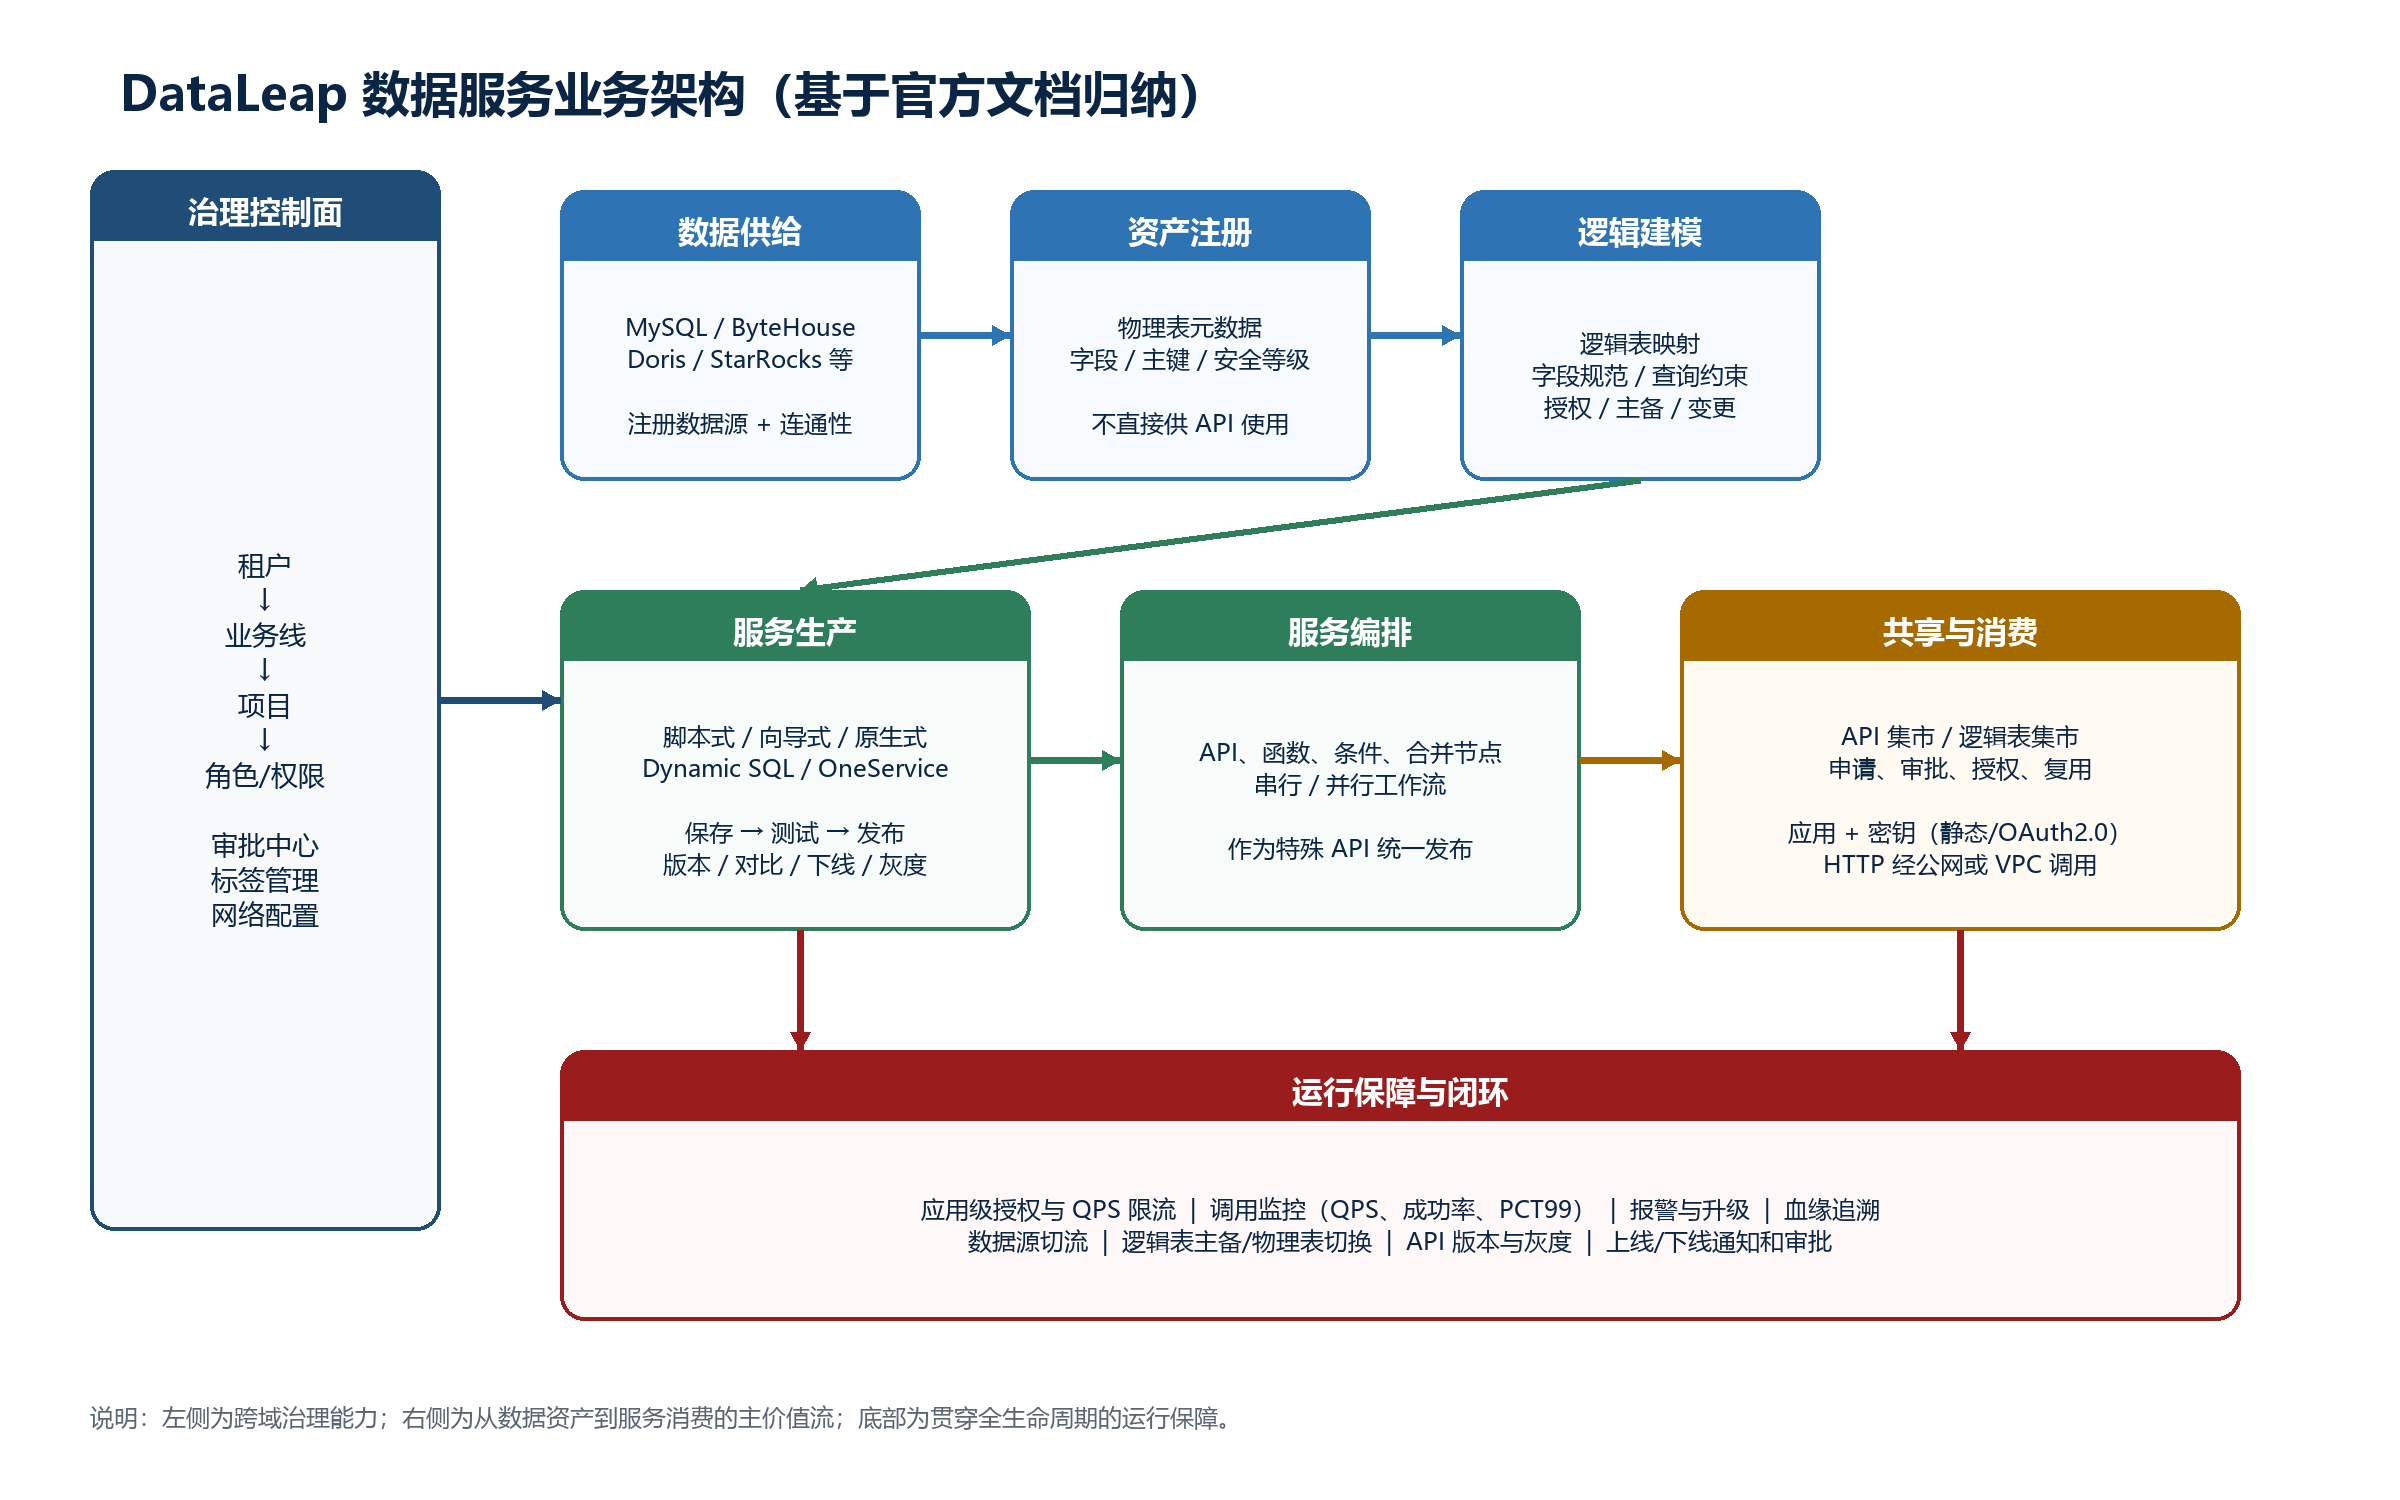 DataLeap 数据服务业务架构（基于官方文档归纳）
治理控制面
租户
↓
业务线
↓
项目
↓
角色/权限
审批中心
标签管理
网络配置
数据供给
MySQL / ByteHouse
Doris / StarRocks 等
注册数据源 + 连通性
资产注册
物理表元数据
字段 / 主键 / 安全等级
不直接供 API 使用
逻辑建模
逻辑表映射
字段规范 / 查询约束
授权 / 主备 / 变更
服务生产
脚本式 / 向导式 / 原生式
Dynamic SQL / OneService
保存 → 测试 → 发布
版本 / 对比 / 下线 / 灰度
服务编排
API、函数、条件、合并节点
串行 / 并行工作流
作为特殊 API 统一发布
共享与消费
API 集市 / 逻辑表集市
申请、审批、授权、复用
应用 + 密钥（静态/OAuth2.0）
HTTP 经公网或 VPC 调用
运行保障与闭环
应用级授权与 QPS 限流 | 调用监控（QPS、成功率、PCT99） | 报警与升级 | 血缘追溯
数据源切流 | 逻辑表主备/物理表切换 | API 版本与灰度 | 上线/下线通知和审批
说明：左侧为跨域治理能力；右侧为从数据资产到服务消费的主价值流；底部为贯穿全生命周期的运行保障。